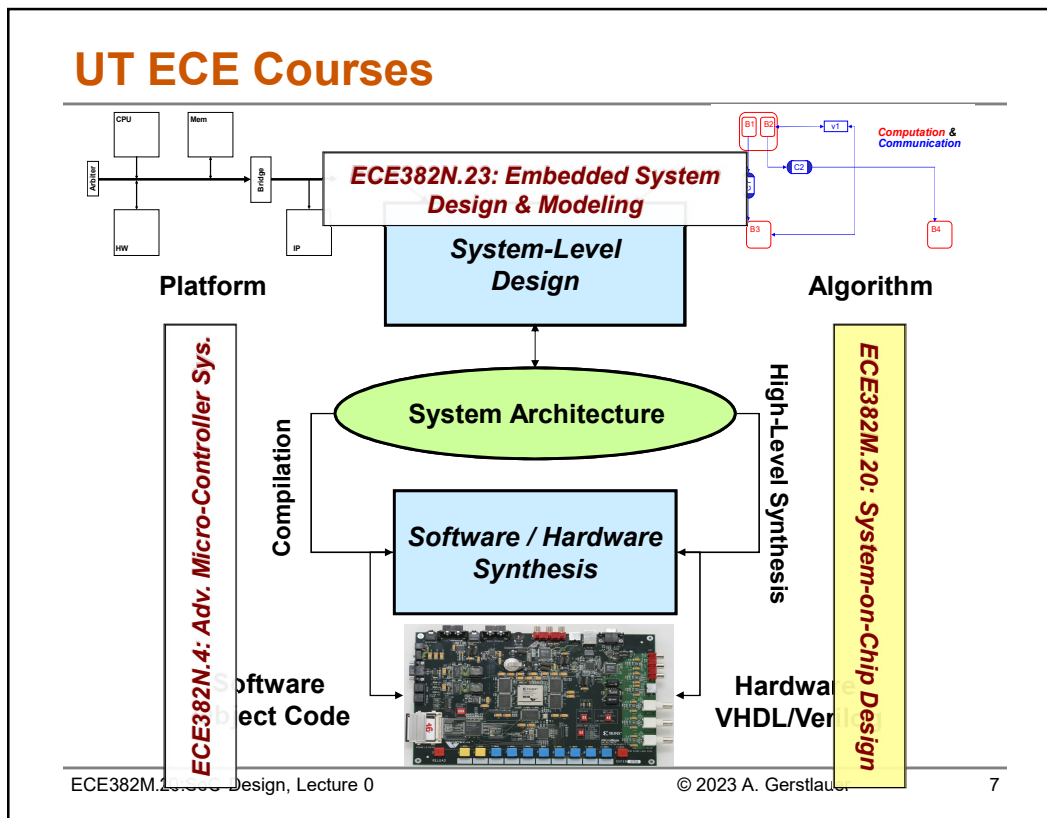 UT ECE Courses
CPU
Mem
Arbiter
Bridge
HW
IP
B1
B2
v1
C2
B3
B4
Computation &
Communication
ECE382N.23: Embedded System
Design & Modeling
System-Level
Design
Platform
Algorithm
ECE382N.4: Adv. Micro-Controller Sys.
ECE382M.20: System-on-Chip Design
System Architecture
Compilation
High-Level Synthesis
Software / Hardware
Synthesis
Software
Object Code
Hardware
VHDL/Verilog
ECE382M.20:SoC Design, Lecture 0
© 2023 A. Gerstlauer
7